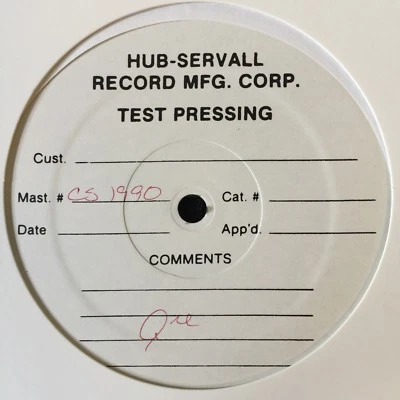 HUB-SERVALL
RECORD MFG. CORP.
TEST PRESSING
Cust.
Mast. # CS 1990 Cat. #
Date App'd.
COMMENTS